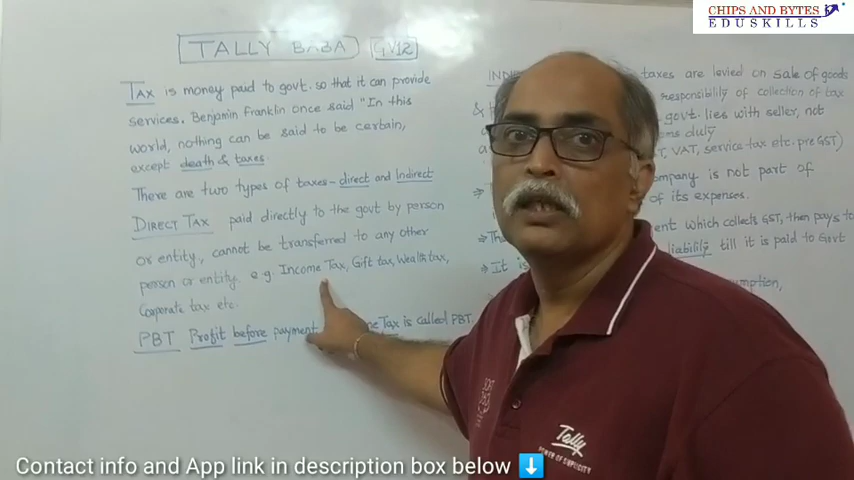 CHIPS AND BYTES
EDUSKILLS
TALLY BABA GV12
TAX is money paid to govt. so that it can provide
services. Benjamin Franklin once said "In this
world, nothing can be said to be certain,
except death & taxes
There are two types of taxes - direct and Indirect
DIRECT TAX paid directly to the govt by person
or entity, cannot be transferred to any other
person or entity. e.g: Income Tax, Gift tax, Wealth tax,
Corporate tax etc.
PBT Profit before payment Tax is called PBT.
taxes are levied on sale of goods
responsibility of collection of tax
govt. lies with seller, not
duly
VAT, service tax etc. pre GST)
company is not part of
of its expenses.
which collects GST, then pays to
liability till it is paid to Govt
It is
Tally
POWER OF SIMPLICITY
Contact info and App link in description box below ⬇